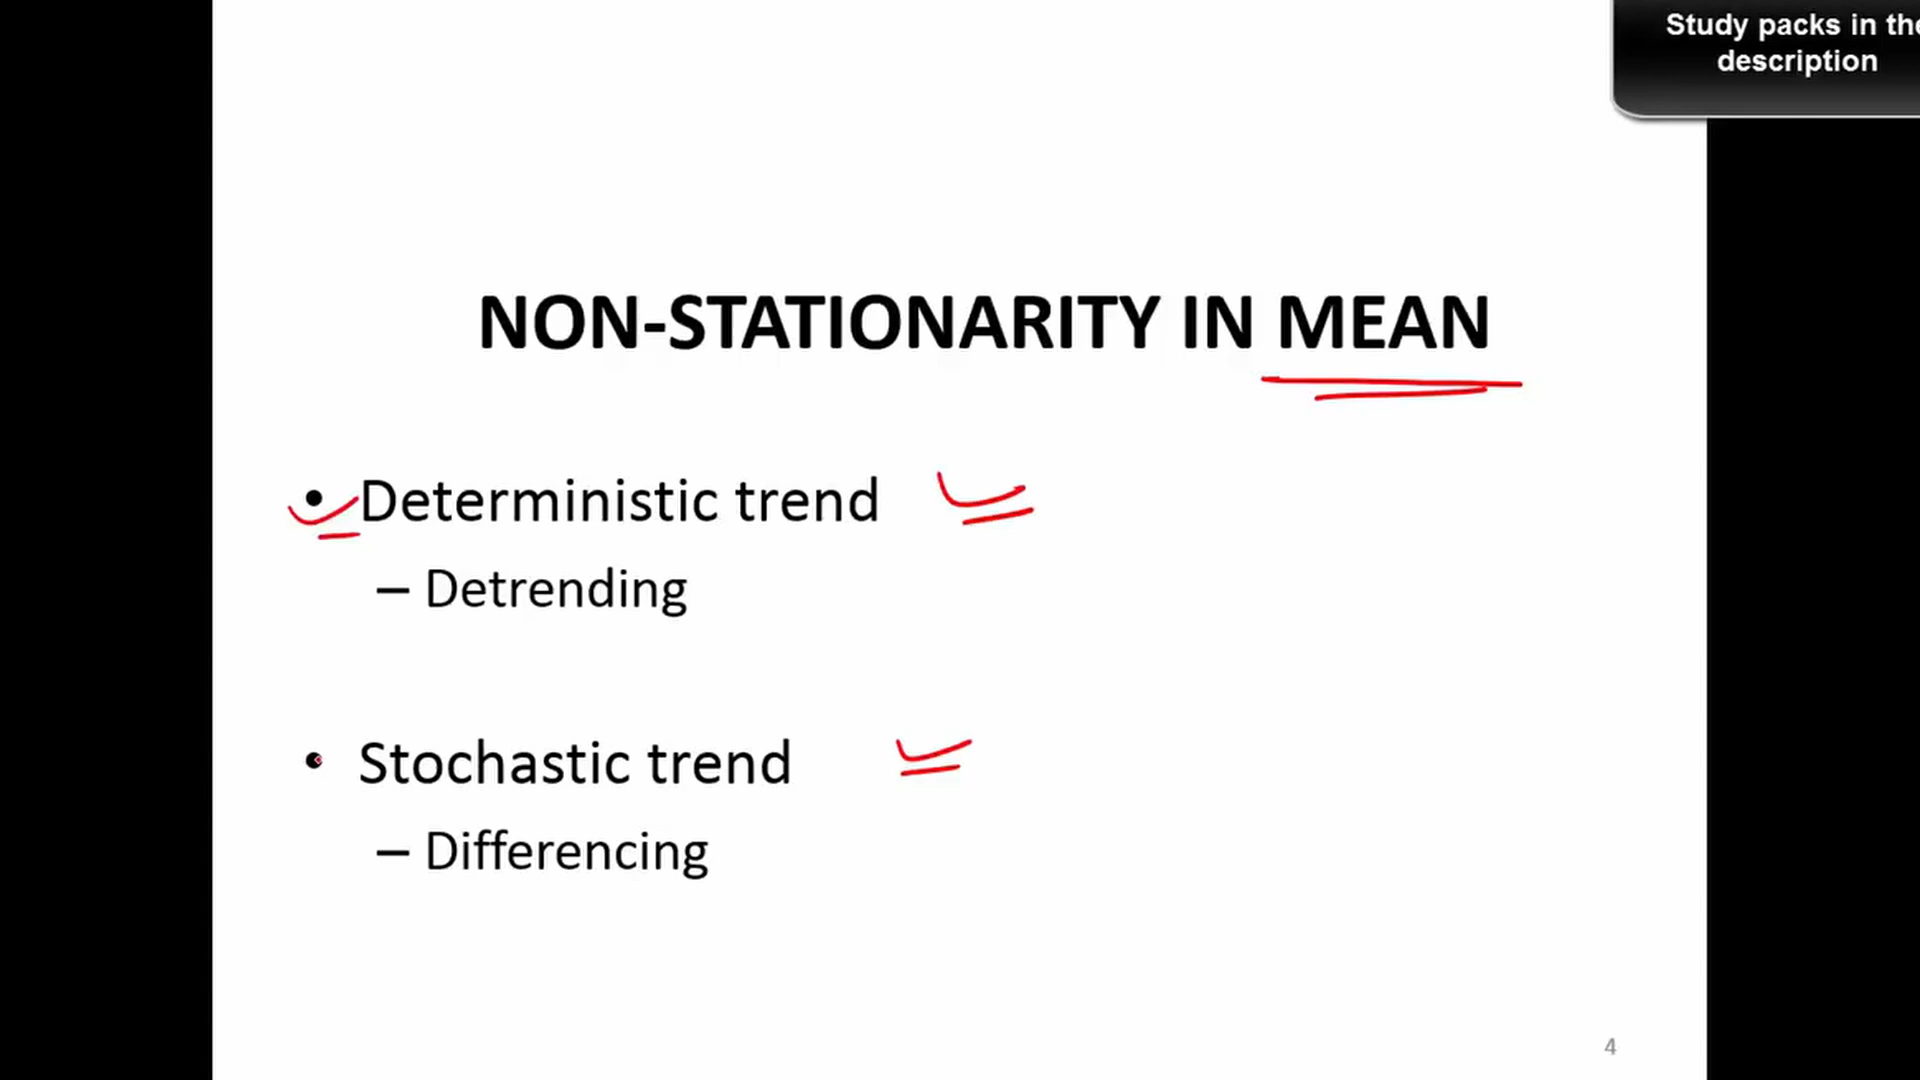 Study packs in the
description
NON-STATIONARITY IN MEAN
• Deterministic trend
– Detrending
• Stochastic trend
– Differencing
4